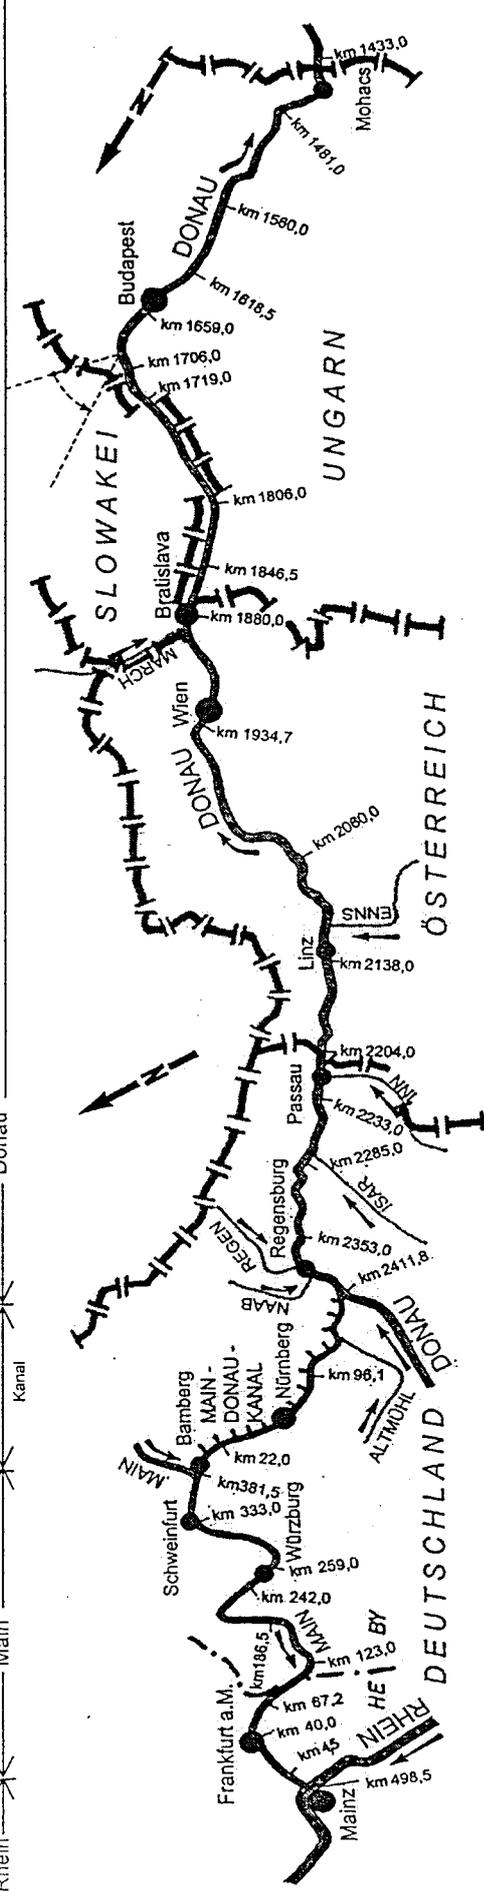 Rhein
Main
Kanal
Donau
N
km 1433,0
Mohacs
km 1481,0
DONAU
km 1560,0
Budapest
km 1618,5
km 1659,0
km 1706,0
km 1719,0
UNGARN
SLOWAKEI
km 1806,0
km 1846,5
Bratislava
km 1880,0
MARCH
Wien
km 1934,7
DONAU
ÖSTERREICH
km 2060,0
ENNS
Linz
km 2138,0
N
km 2204,0
Passau
INN
km 2233,0
km 2285,0
ISAR
Regensburg
REGEN
km 2353,0
NAAB
km 2411,8
DONAU
Nürnberg
km 96,1
ALTMÜHL
MAIN-
DONAU-
KANAL
Bamberg
km 22,0
MAIN
km381,5
km 333,0
Schweinfurt
Würzburg
km 259,0
km 242,0
DEUTSCHLAND
MAIN
km186,5
km 123,0
HE
BY
km 67,2
Frankfurt a.M.
km 40,0
km 4,5
RHEIN
km 498,5
Mainz